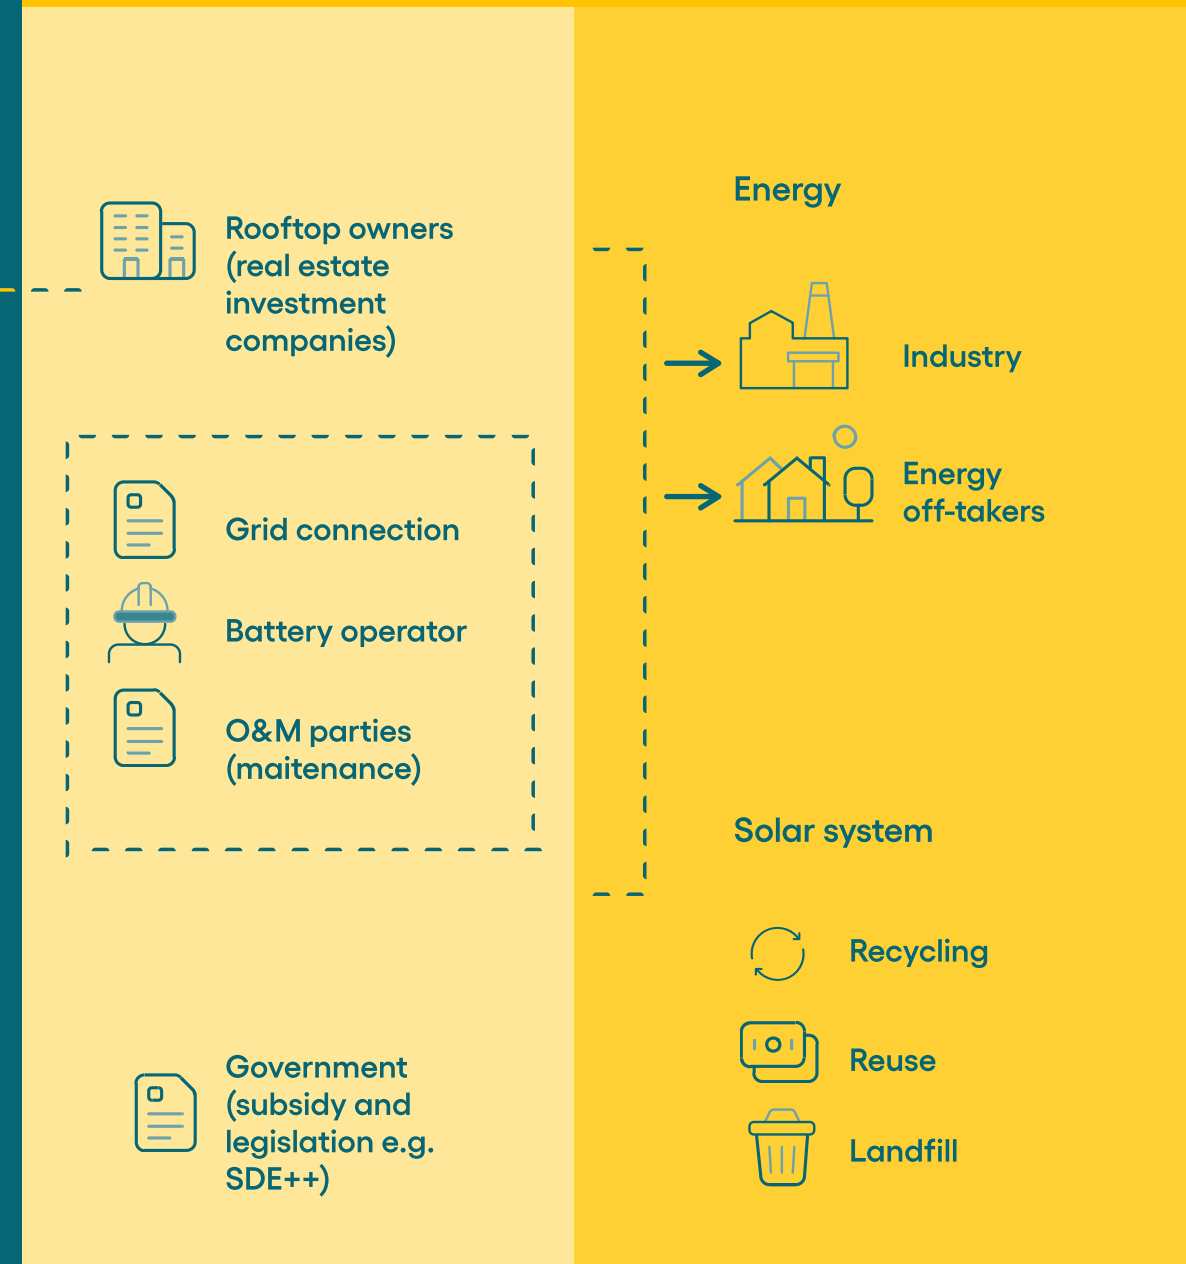 Rooftop owners
(real estate
investment
companies)
Grid connection
Battery operator
O&M parties
(maitenance)
Government
(subsidy and
legislation e.g.
SDE++)
Energy
Industry
Energy
off-takers
Solar system
Recycling
Reuse
Landfill